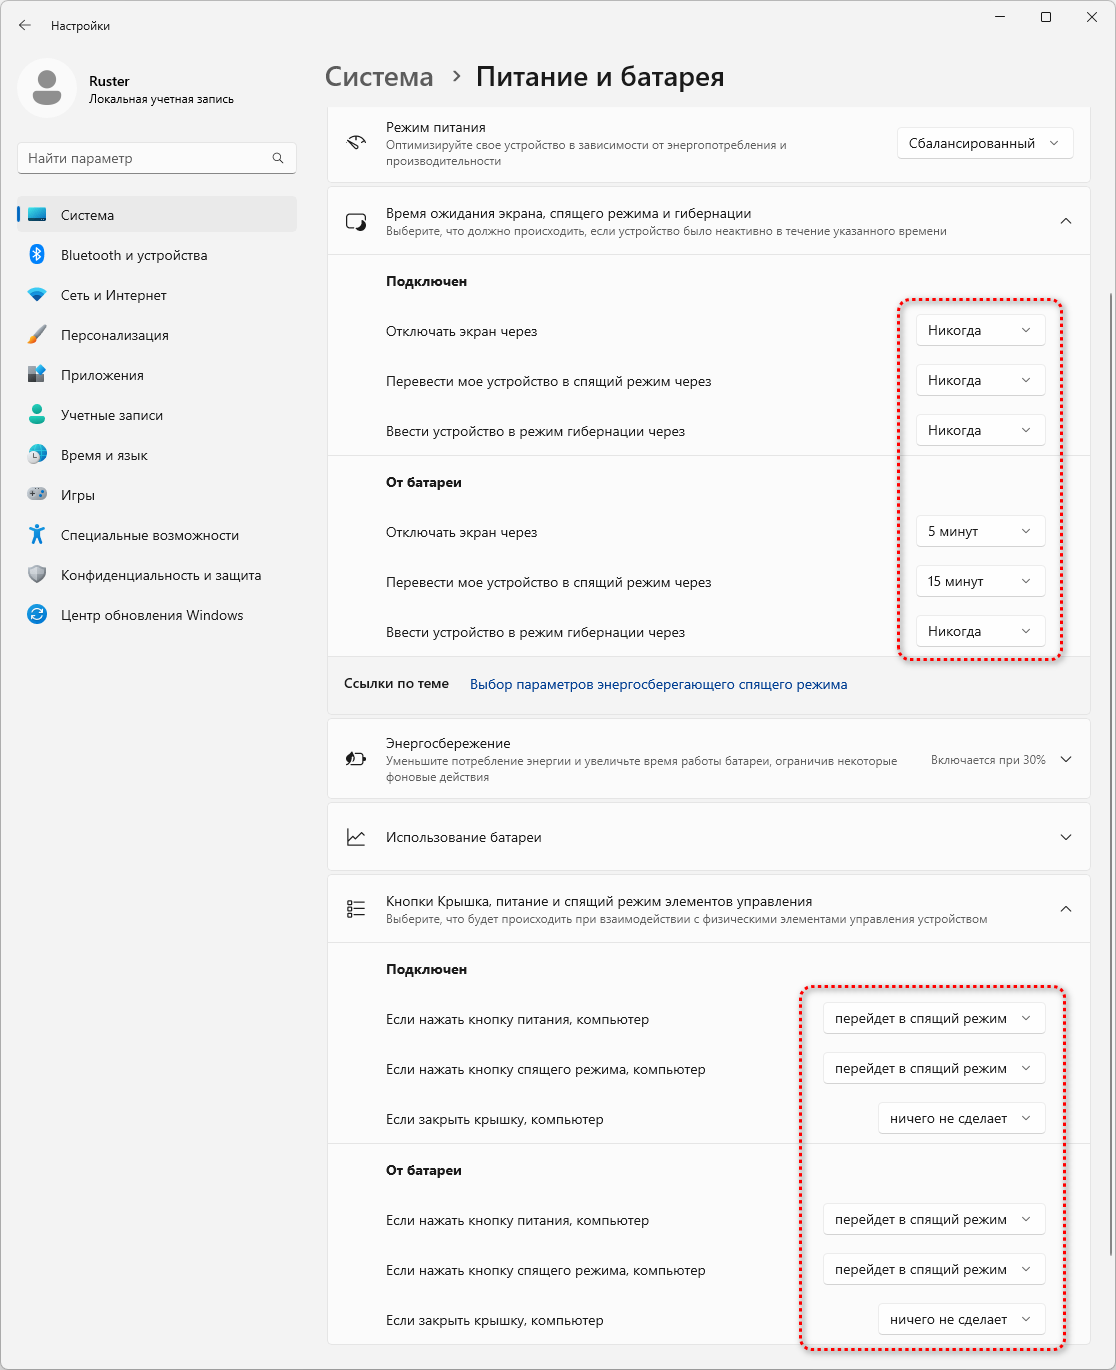 Настройки
Ruster
Локальная учетная запись
Найти параметр
Система
Bluetooth и устройства
Сеть и Интернет
Персонализация
Приложения
Учетные записи
Время и язык
Игры
Специальные возможности
Конфиденциальность и защита
Центр обновления Windows
Система > Питание и батарея
Режим питания
Оптимизируйте свое устройство в зависимости от энергопотребления и
производительности
Сбалансированный
Время ожидания экрана, спящего режима и гибернации
Выберите, что должно происходить, если устройство было неактивно в течение указанного времени
Подключен
Отключать экран через Никогда
Перевести мое устройство в спящий режим через Никогда
Ввести устройство в режим гибернации через Никогда
От батареи
Отключать экран через 5 минут
Перевести мое устройство в спящий режим через 15 минут
Ввести устройство в режим гибернации через Никогда
Ссылки по теме Выбор параметров энергосберегающего спящего режима
Энергосбережение
Уменьшите потребление энергии и увеличьте время работы батареи, ограничив некоторые
фоновые действия
Включается при 30%
Использование батареи
Кнопки Крышка, питание и спящий режим элементов управления
Выберите, что будет происходить при взаимодействии с физическими элементами управления устройством
Подключен
Если нажать кнопку питания, компьютер перейдет в спящий режим
Если нажать кнопку спящего режима, компьютер перейдет в спящий режим
Если закрыть крышку, компьютер ничего не сделает
От батареи
Если нажать кнопку питания, компьютер перейдет в спящий режим
Если нажать кнопку спящего режима, компьютер перейдет в спящий режим
Если закрыть крышку, компьютер ничего не сделает